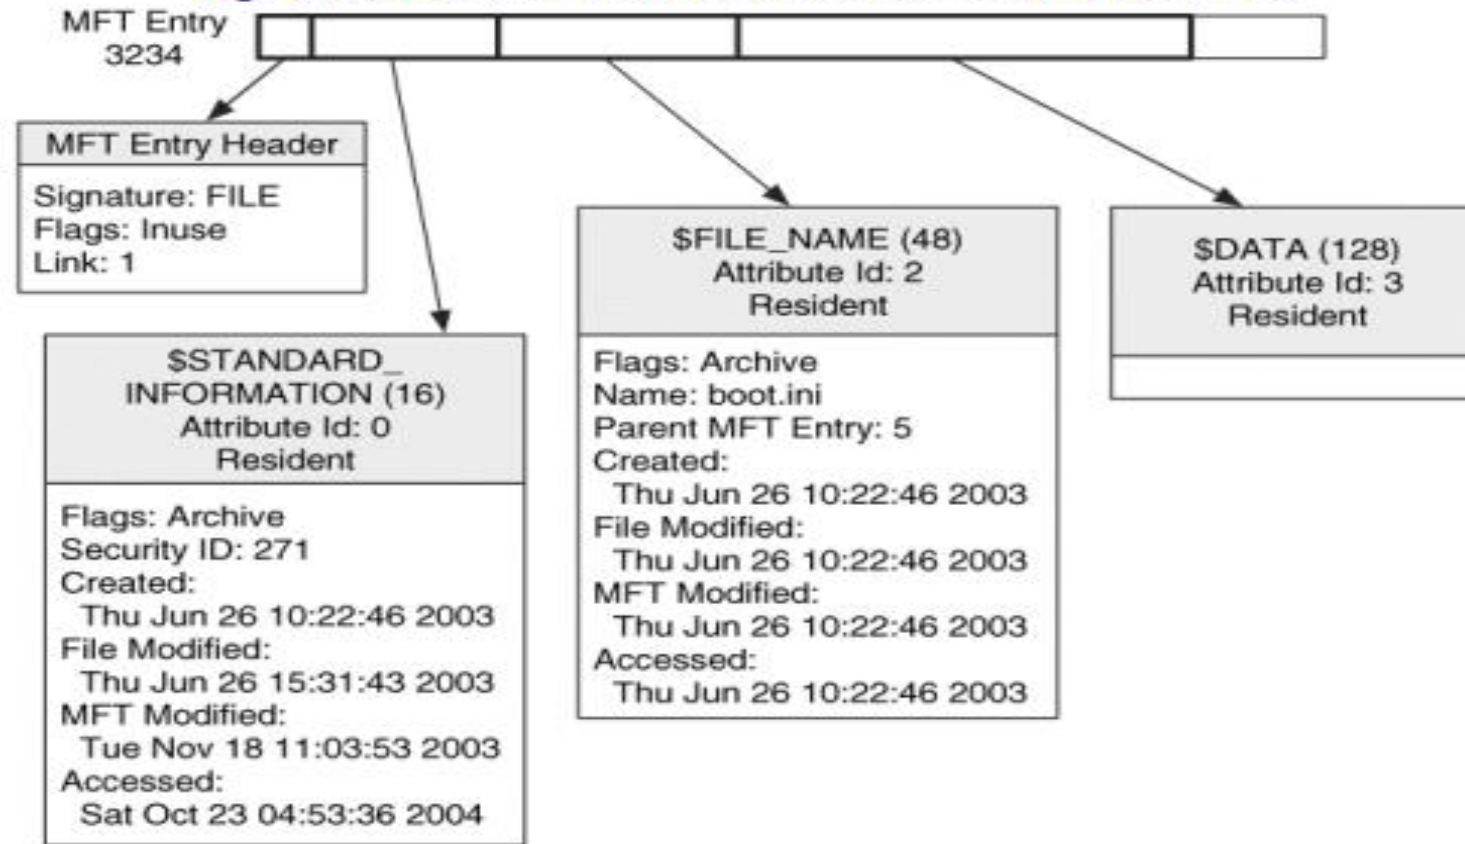 MFT Entry
3234
MFT Entry Header
Signature: FILE
Flags: Inuse
Link: 1
$STANDARD_
INFORMATION (16)
Attribute Id: 0
Resident
Flags: Archive
Security ID: 271
Created:
Thu Jun 26 10:22:46 2003
File Modified:
Thu Jun 26 15:31:43 2003
MFT Modified:
Tue Nov 18 11:03:53 2003
Accessed:
Sat Oct 23 04:53:36 2004
$FILE_NAME (48)
Attribute Id: 2
Resident
Flags: Archive
Name: boot.ini
Parent MFT Entry: 5
Created:
Thu Jun 26 10:22:46 2003
File Modified:
Thu Jun 26 10:22:46 2003
MFT Modified:
Thu Jun 26 10:22:46 2003
Accessed:
Thu Jun 26 10:22:46 2003
$DATA (128)
Attribute Id: 3
Resident